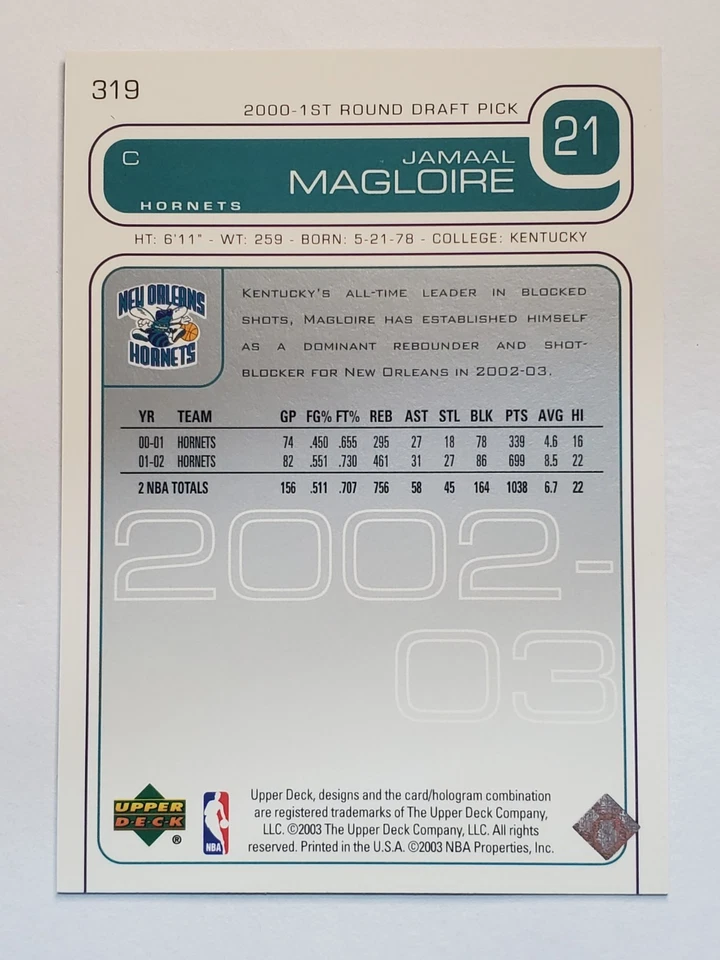 319
2000-1ST ROUND DRAFT PICK
21
C
JAMAAL
MAGLOIRE
HORNETS
HT: 6'11" - WT: 259 - BORN: 5-21-78 - COLLEGE: KENTUCKY
NEW ORLEANS
HORNETS
KENTUCKY'S ALL-TIME LEADER IN BLOCKED
SHOTS, MAGLOIRE HAS ESTABLISHED HIMSELF
AS A DOMINANT REBOUNDER AND SHOT-
BLOCKER FOR NEW ORLEANS IN 2002-03.
YR TEAM GP FG% FT% REB AST STL BLK PTS AVG HI
00-01 HORNETS 74 .450 .655 295 27 18 78 339 4.6 16
01-02 HORNETS 82 .551 .730 461 31 27 86 699 8.5 22
2 NBA TOTALS 156 .511 .707 756 58 45 164 1038 6.7 22
2002-
03
UPPER
DECK
®
NBA
Upper Deck, designs and the card/hologram combination
are registered trademarks of The Upper Deck Company,
LLC. ©2003 The Upper Deck Company, LLC. All rights
reserved. Printed in the U.S.A. ©2003 NBA Properties, Inc.